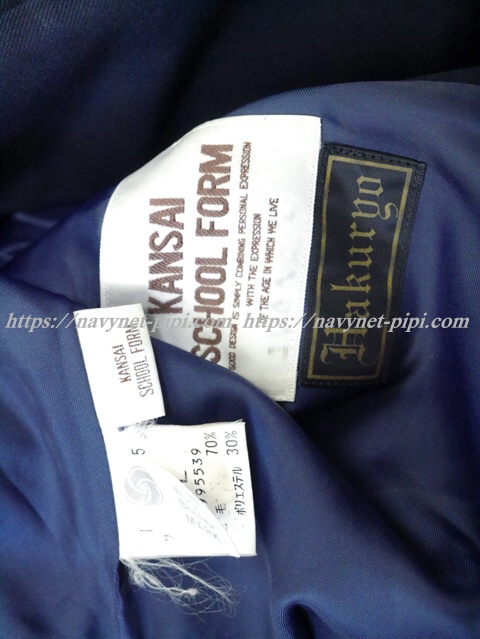 KANSAI
SCHOOL FORM
GOOD DESIGN IS SIMPLY COMBINING PERSONAL EXPRESSION
WITH THE EXPRESSION
OF THE AGE IN WHICH WE LIVE
Hakuryo
https://navynet-pipi.com/
https://navynet-pipi.com/
KANSAI
SCHOOL FORM
5
95539
毛 70%
ポリエステル 30%